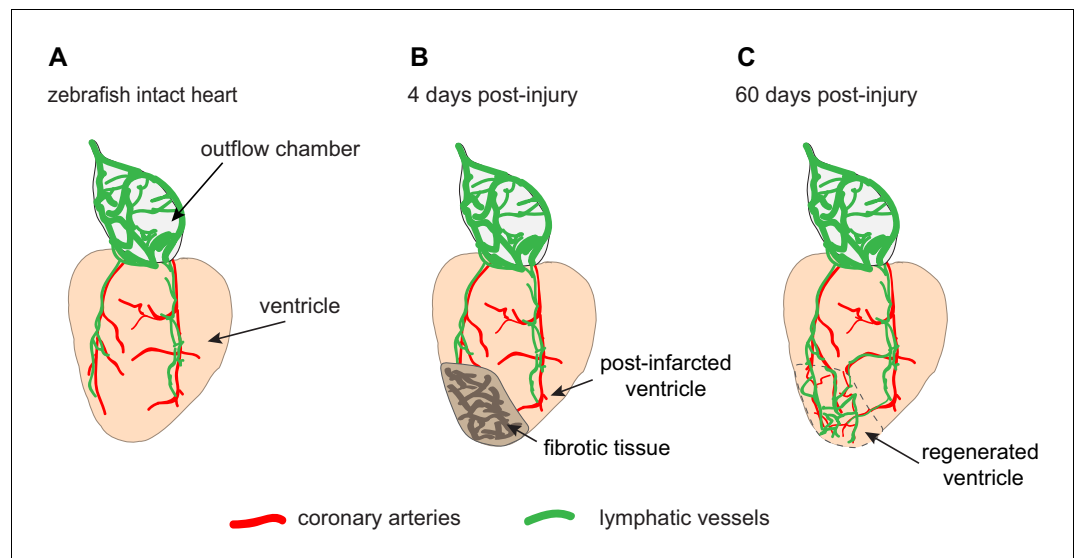 A
zebrafish intact heart
outflow chamber
ventricle
B
4 days post-injury
post-infarcted
ventricle
fibrotic tissue
C
60 days post-injury
regenerated
ventricle
coronary arteries
lymphatic vessels